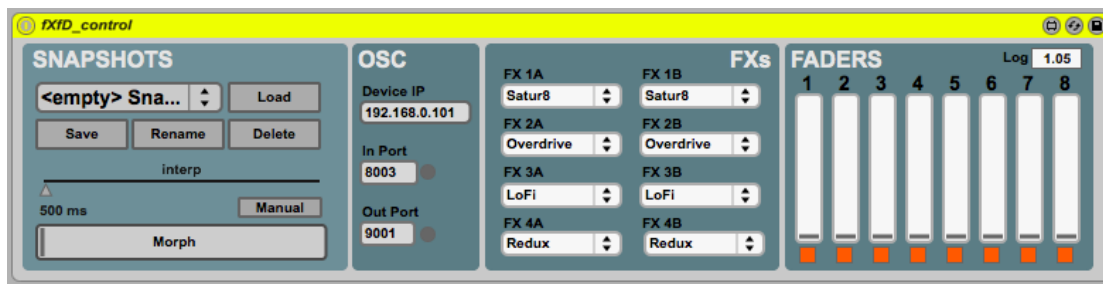 fXfD_control
SNAPSHOTS
<empty> Sna...
Load
Save
Rename
Delete
interp
500 ms
Manual
Morph
OSC
Device IP
192.168.0.101
In Port
8003
Out Port
9001
FXs
FX 1A
FX 1B
Satur8
Satur8
FX 2A
FX 2B
Overdrive
Overdrive
FX 3A
FX 3B
LoFi
LoFi
FX 4A
FX 4B
Redux
Redux
FADERS
Log 1.05
1 2 3 4 5 6 7 8